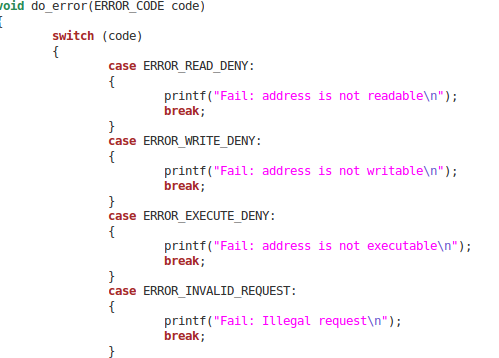 void do_error(ERROR_CODE code)
{
switch (code)
{
case ERROR_READ_DENY:
{
printf("Fail: address is not readable\n");
break;
}
case ERROR_WRITE_DENY:
{
printf("Fail: address is not writable\n");
break;
}
case ERROR_EXECUTE_DENY:
{
printf("Fail: address is not executable\n");
break;
}
case ERROR_INVALID_REQUEST:
{
printf("Fail: Illegal request\n");
break;
}